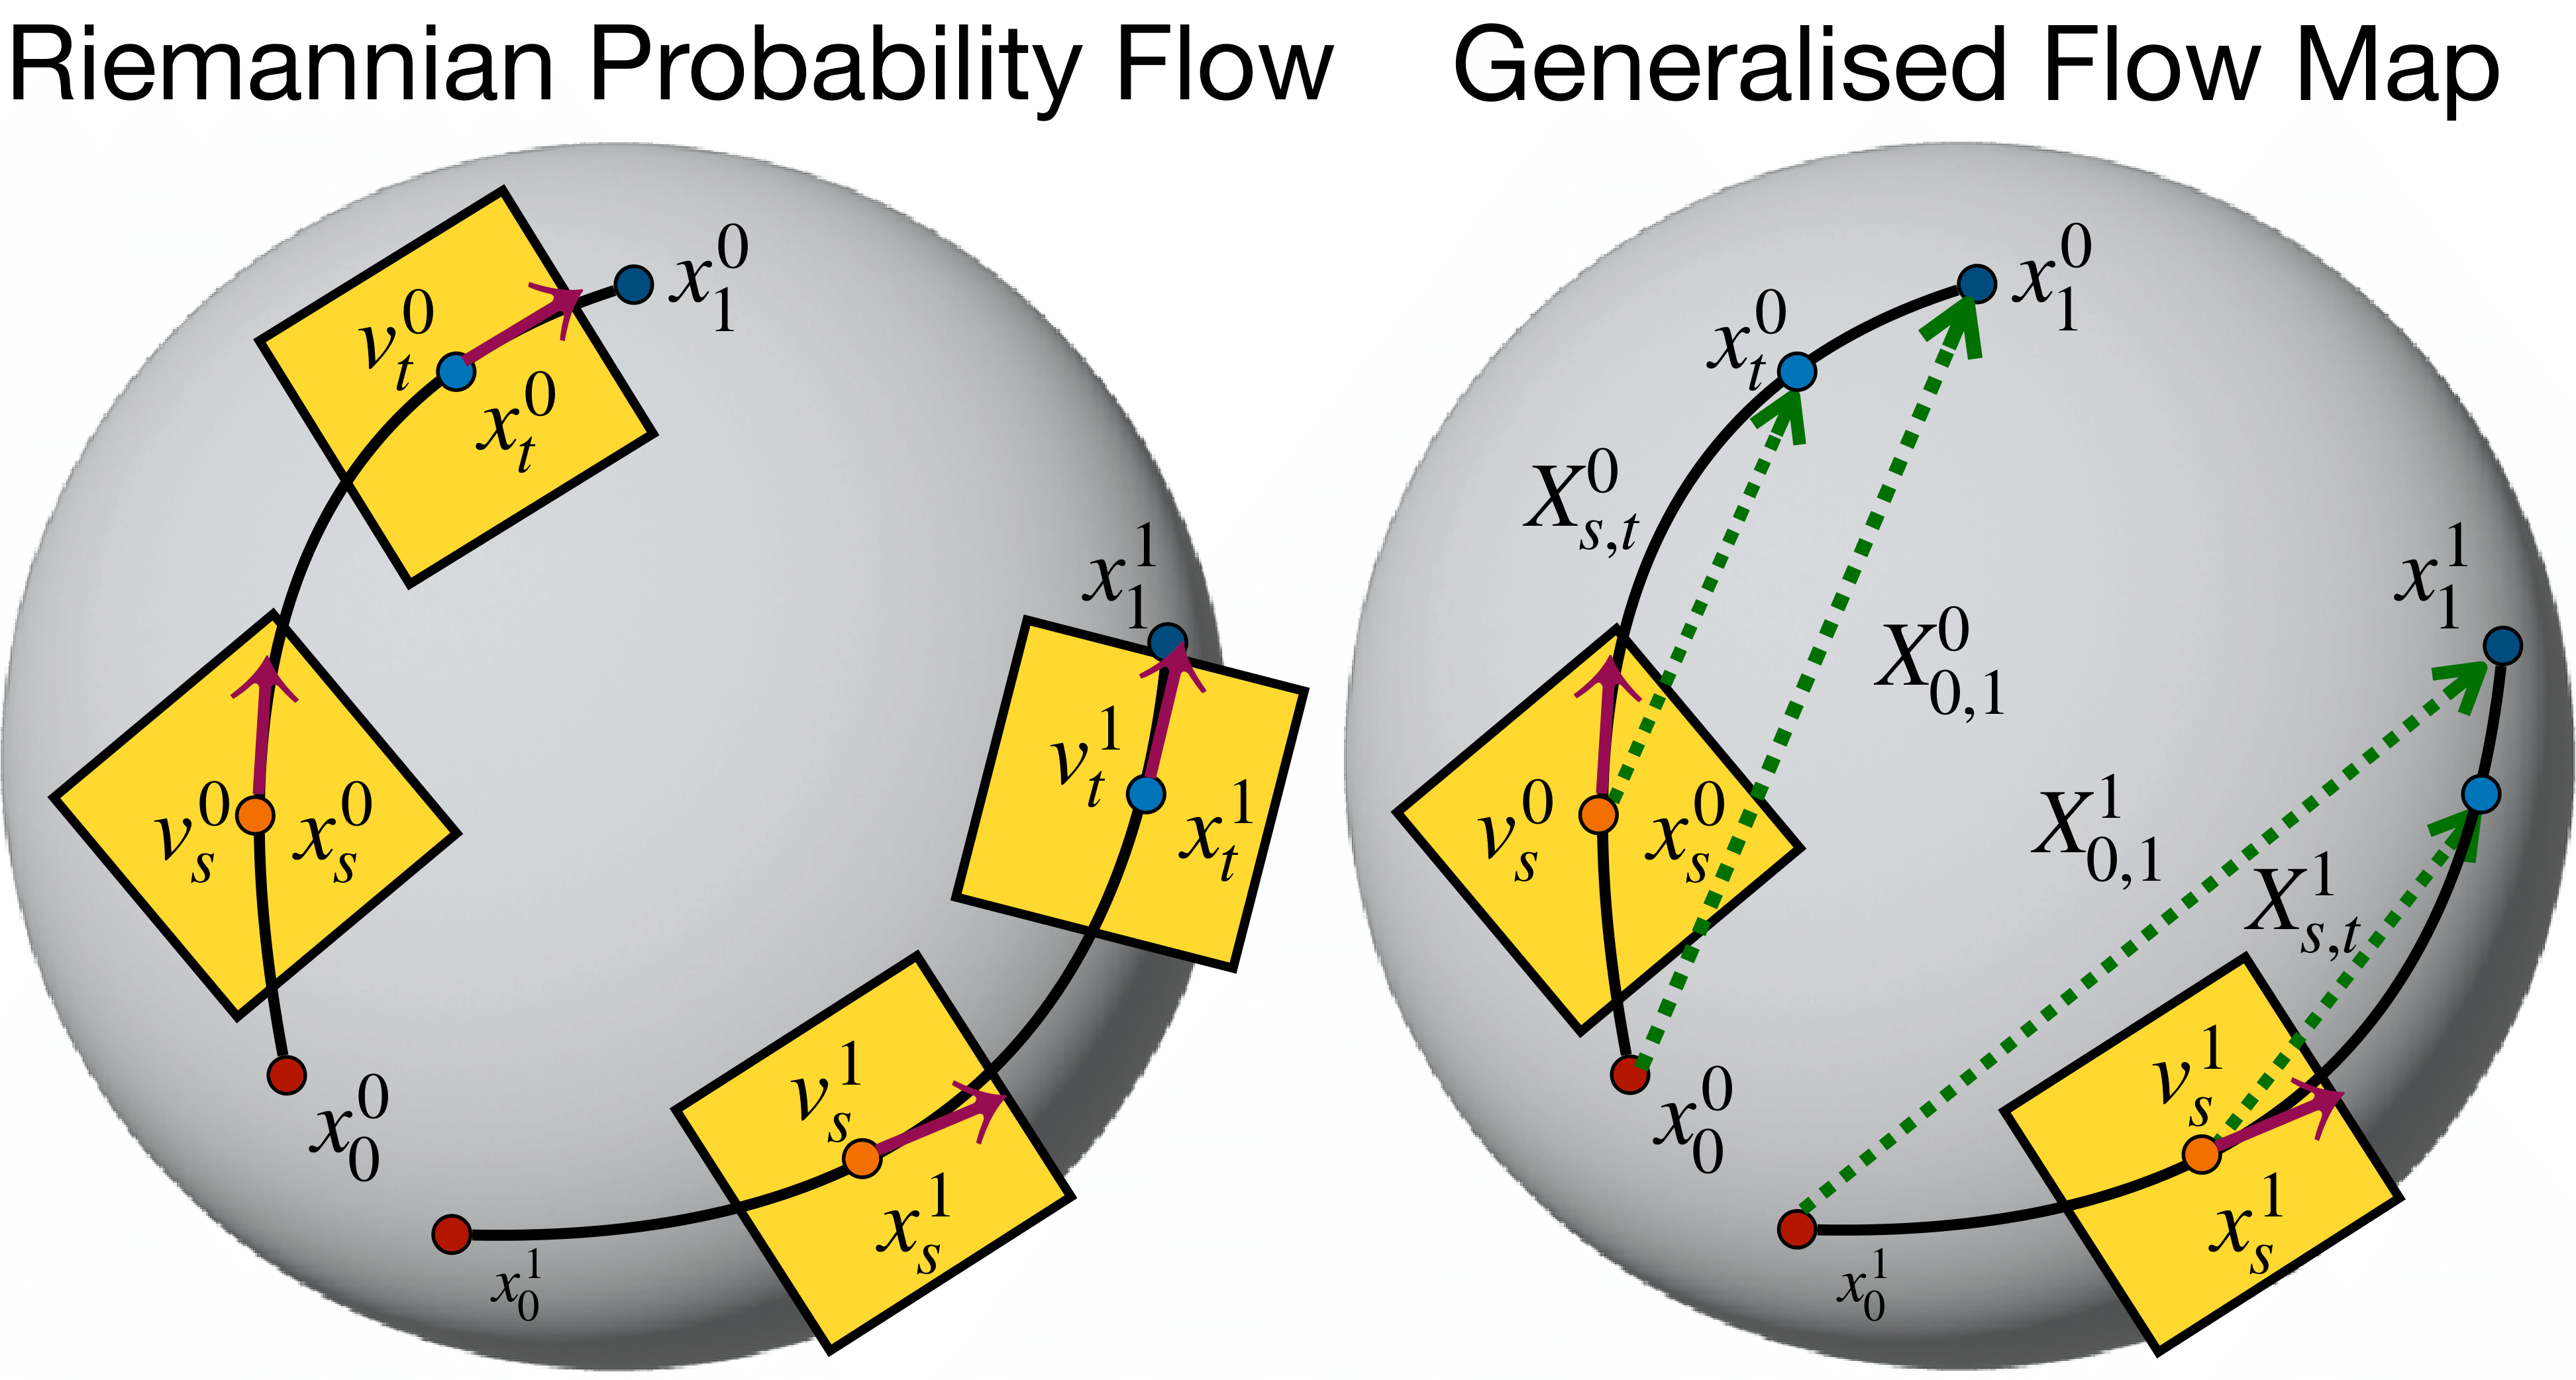 Riemannian Probability Flow
Generalised Flow Map
x_1^0
v_t^0
x_t^0
x_1^1
v_s^0
x_s^0
v_t^1
x_t^1
v_s^1
x_0^0
x_s^1
x_0^1
x_1^0
x_t^0
X_{s,t}^0
x_1^1
X_{0,1}^0
v_s^0
x_s^0
X_{0,1}^1
X_{s,t}^1
v_s^1
x_0^0
x_s^1
x_0^1